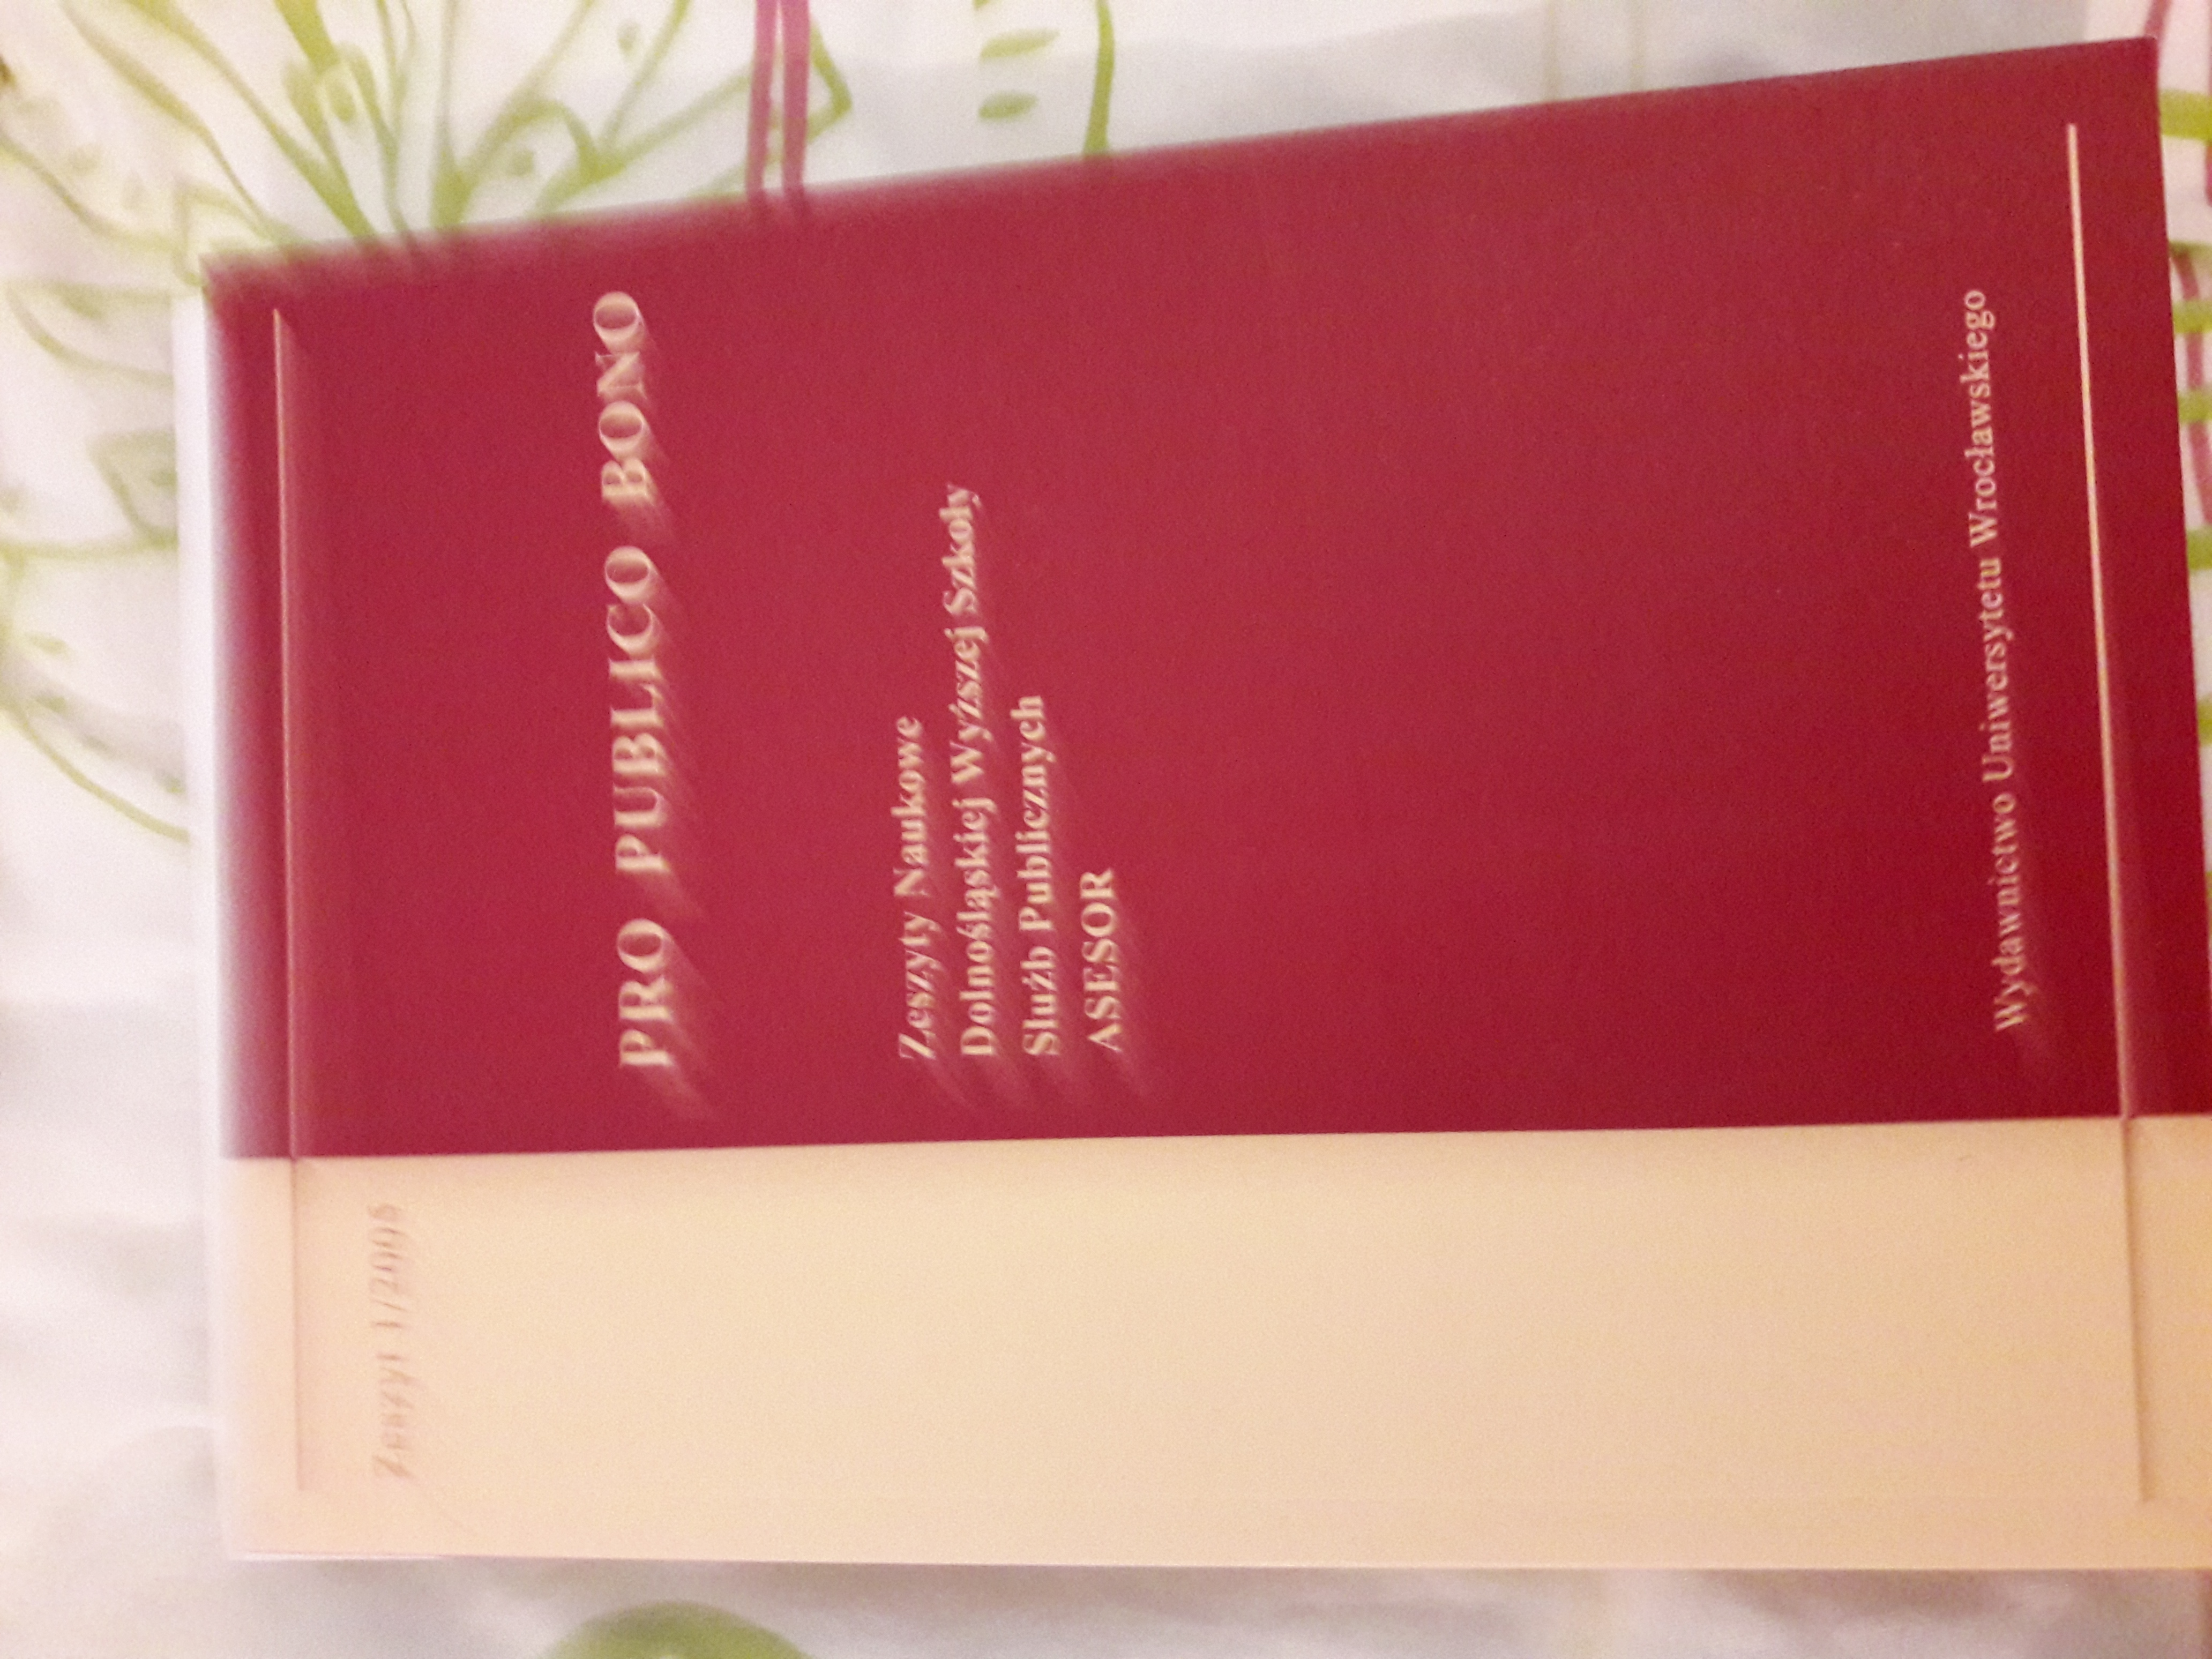 Zeszyt 1/2005
PRO PUBLICO BONO
Zeszyty Naukowe
Dolnośląskiej Wyższej Szkoły
Służb Publicznych
ASESOR
Wydawnictwo Uniwersytetu Wrocławskiego